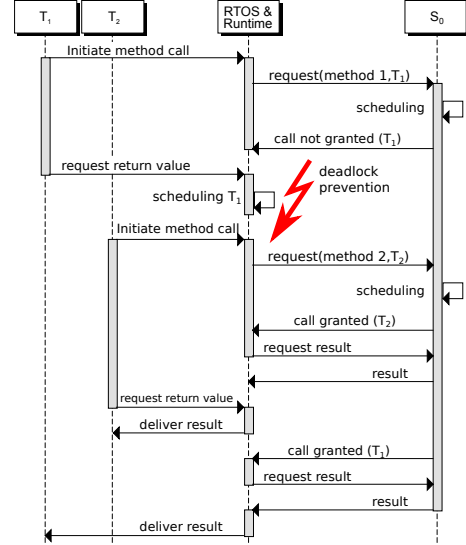 T₁
T₂
RTOS &
Runtime
S₀
Initiate method call
request(method 1,T₁)
scheduling
call not granted (T₁)
request return value
deadlock
prevention
scheduling T₁
Initiate method call
request(method 2,T₂)
scheduling
call granted (T₂)
request result
result
request return value
deliver result
call granted (T₁)
request result
result
deliver result